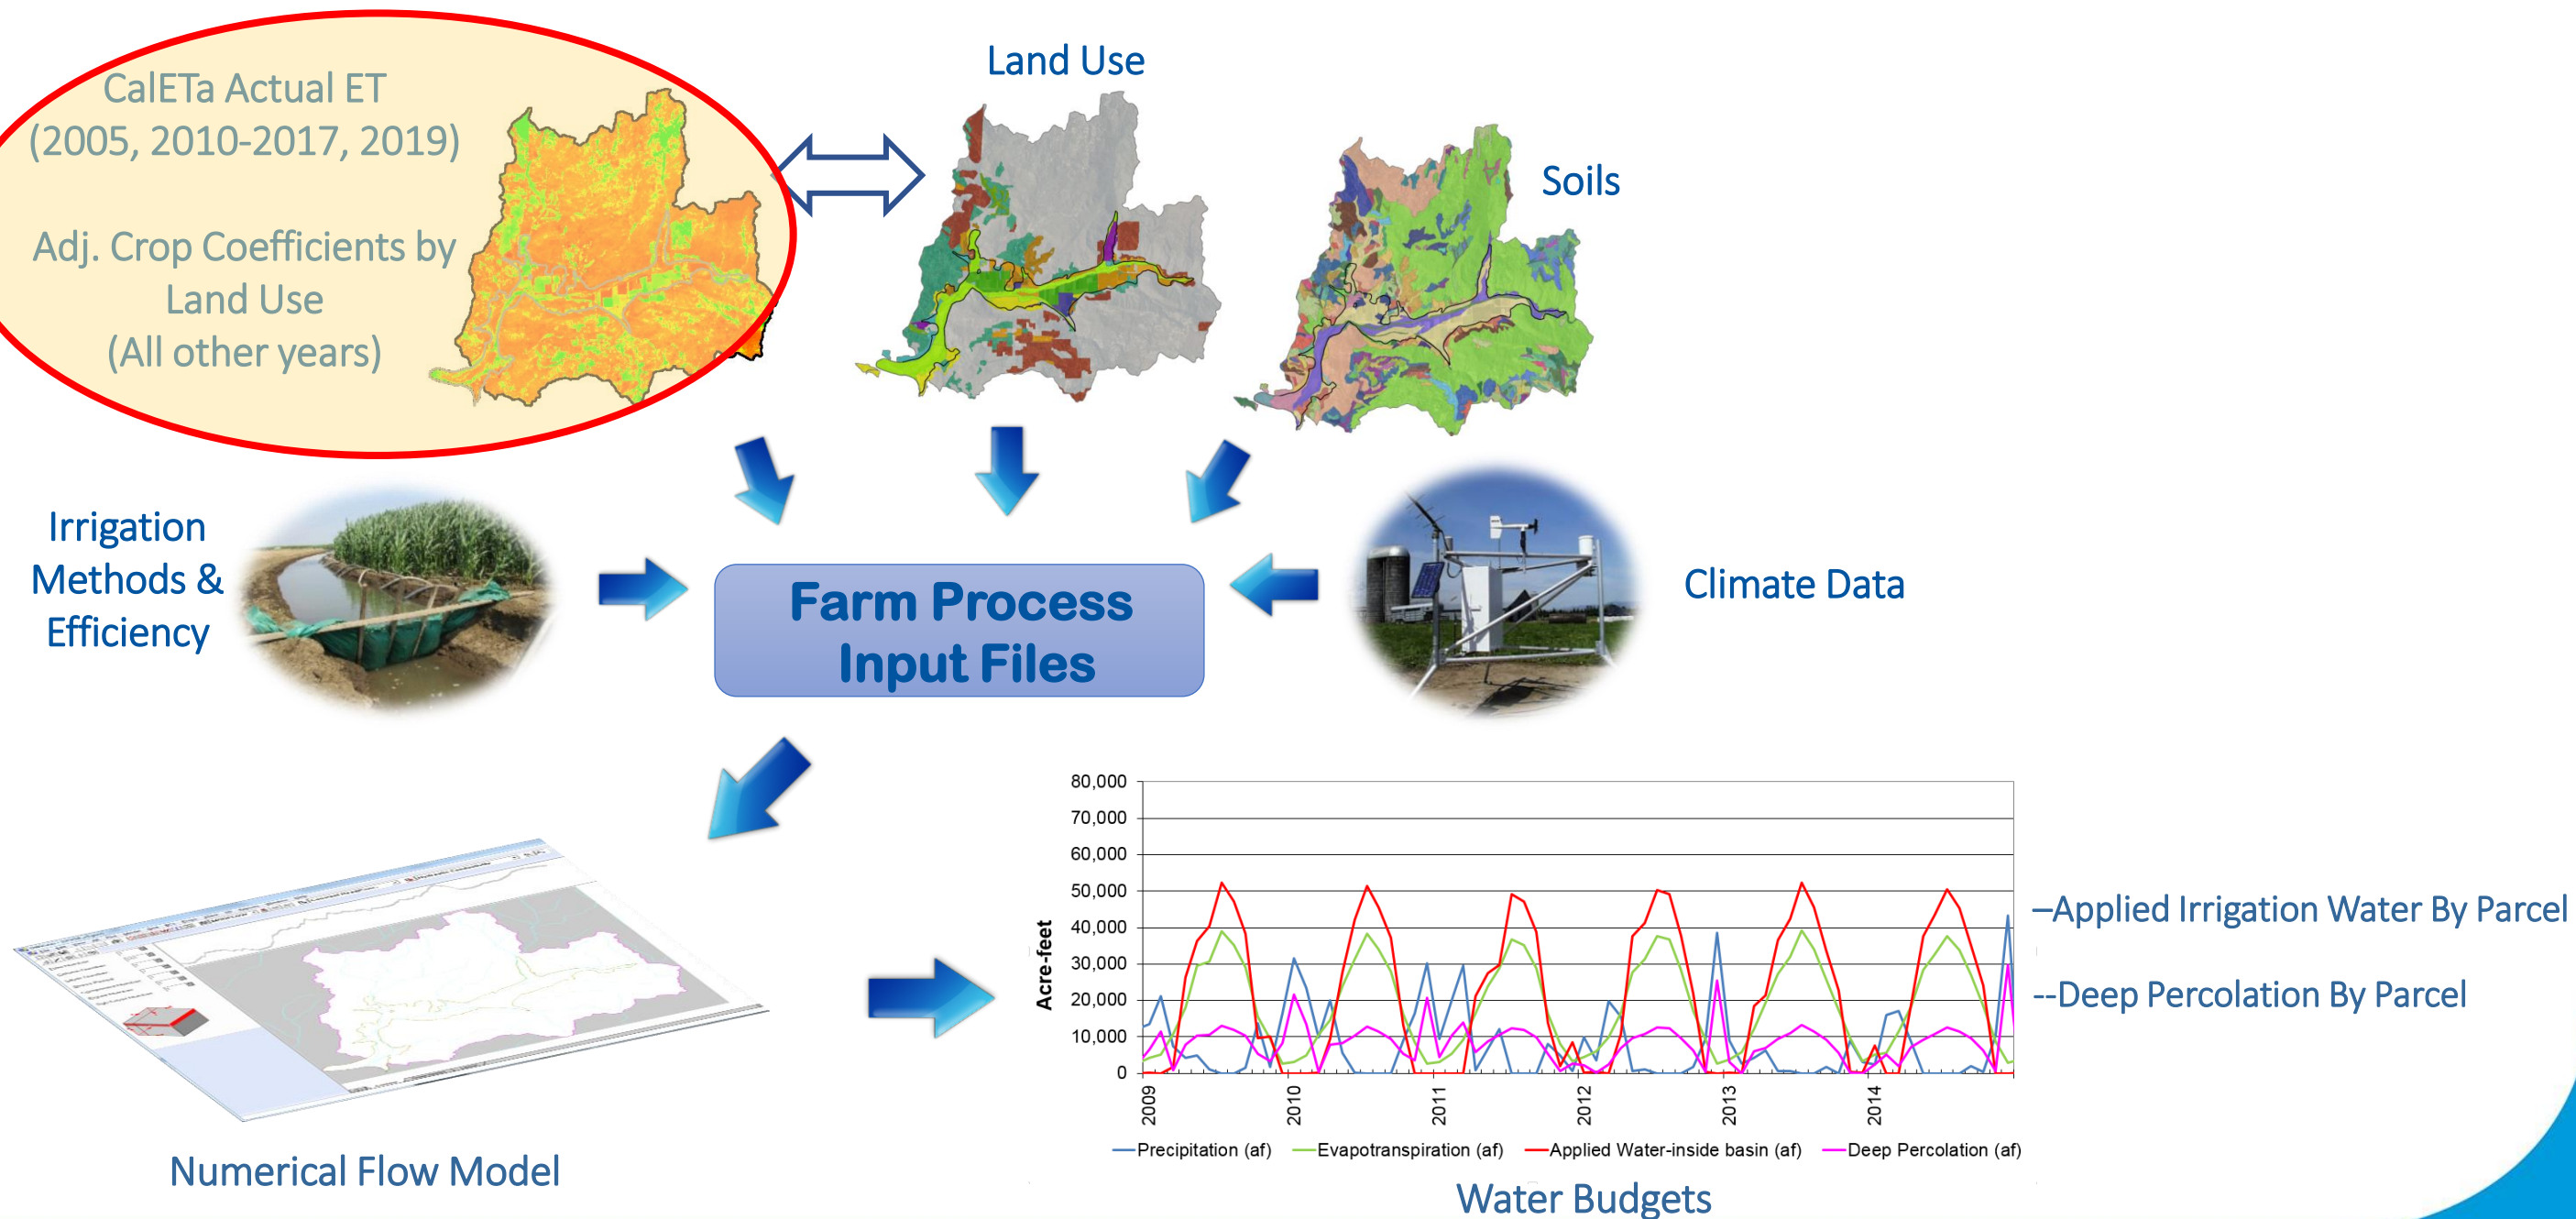 CalETa Actual ET
(2005, 2010-2017, 2019)
Adj. Crop Coefficients by
Land Use
(All other years)
Land Use
Soils
Irrigation
Methods &
Efficiency
Farm Process
Input Files
Climate Data
Numerical Flow Model
80,000
70,000
60,000
50,000
40,000
30,000
20,000
10,000
0
Acre-feet
2009
2010
2011
2012
2013
2014
Precipitation (af)
Evapotranspiration (af)
Applied Water-inside basin (af)
Deep Percolation (af)
Water Budgets
–Applied Irrigation Water By Parcel
--Deep Percolation By Parcel